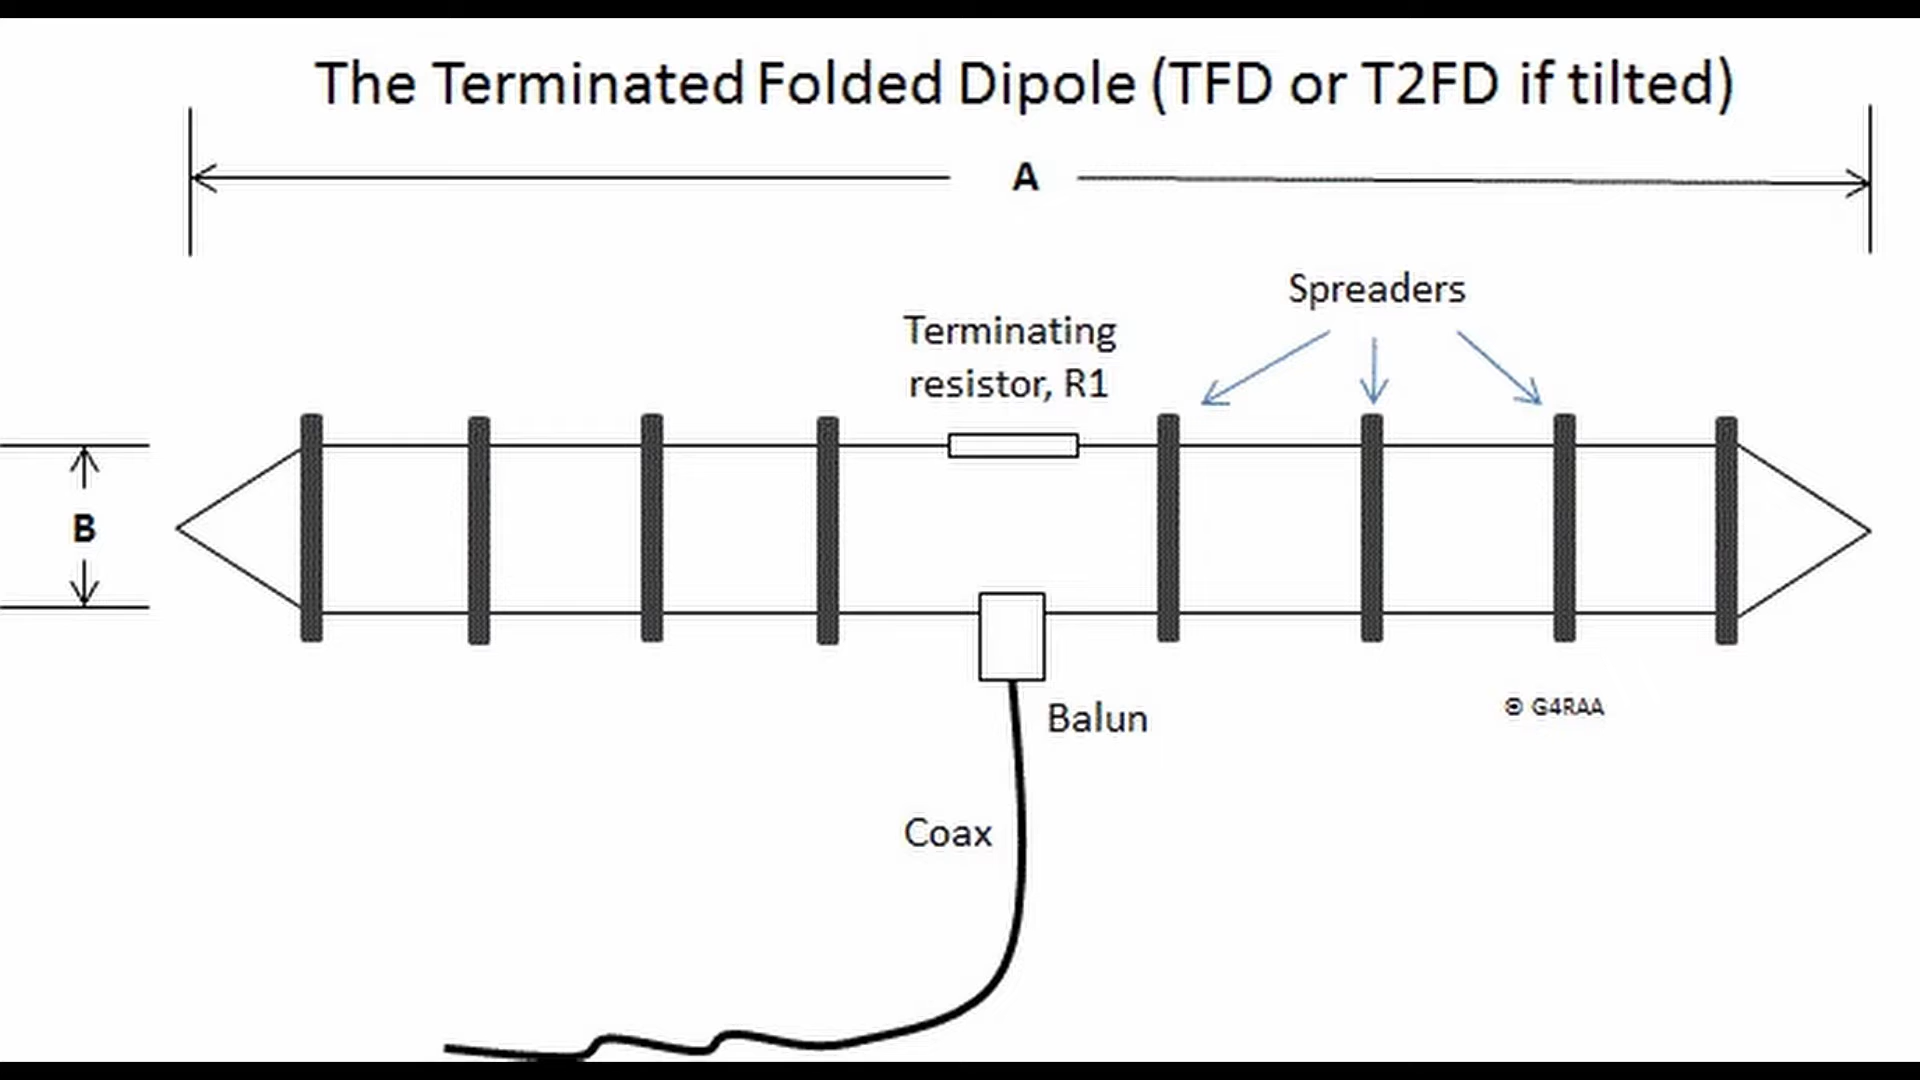 The Terminated Folded Dipole (TFD or T2FD if tilted)
A
Spreaders
Terminating
resistor, R1
B
© G4RAA
Balun
Coax